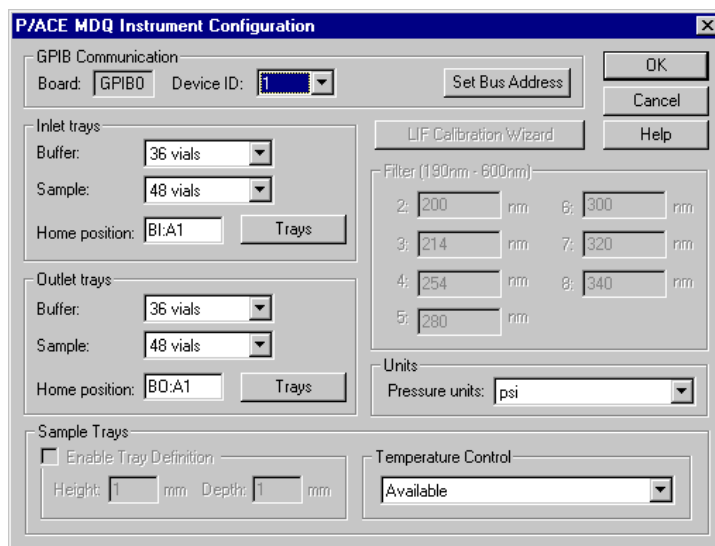 P/ACE MDQ Instrument Configuration
GPIB Communication
Board: GPIB0 Device ID: 1 Set Bus Address
OK
Cancel
Help
Inlet trays
Buffer: 36 vials
Sample: 48 vials
Home position: BI:A1 Trays
LIF Calibration Wizard
Filter (190nm - 600nm)
2: 200 nm 6: 300 nm
3: 214 nm 7: 320 nm
4: 254 nm 8: 340 nm
5: 280 nm
Outlet trays
Buffer: 36 vials
Sample: 48 vials
Home position: BO:A1 Trays
Units
Pressure units: psi
Sample Trays
Enable Tray Definition
Height: 1 mm Depth: 1 mm
Temperature Control
Available